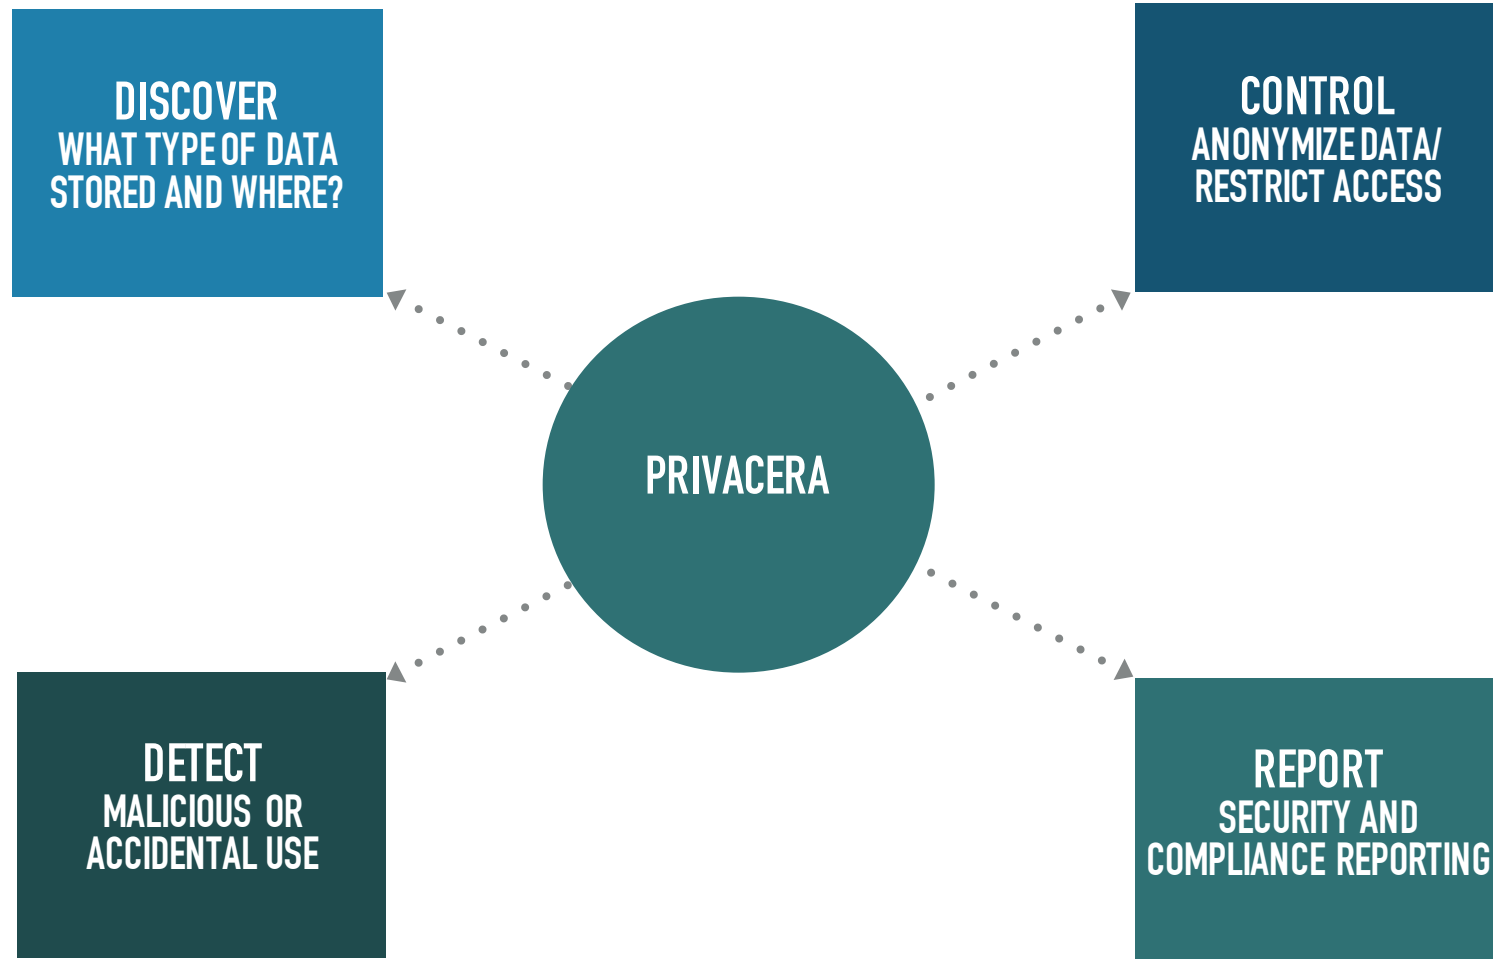 DISCOVER
WHAT TYPE OF DATA
STORED AND WHERE?
CONTROL
ANONYMIZE DATA/
RESTRICT ACCESS
PRIVACERA
DETECT
MALICIOUS OR
ACCIDENTAL USE
REPORT
SECURITY AND
COMPLIANCE REPORTING